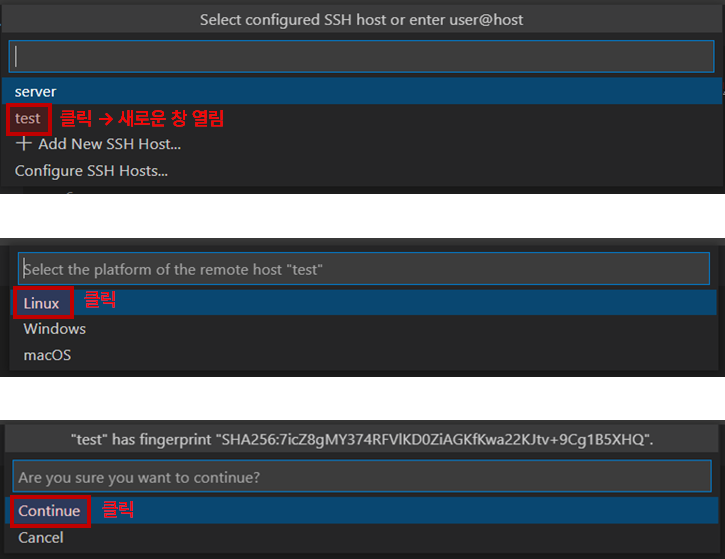 Select configured SSH host or enter user@host
server
test 클릭 → 새로운 창 열림
+ Add New SSH Host...
Configure SSH Hosts...
Select the platform of the remote host "test"
Linux 클릭
Windows
macOS
"test" has fingerprint "SHA256:7icZ8gMY374RFVlKD0ZiAGKfKwa22KJtv+9Cg1B5XHQ".
Are you sure you want to continue?
Continue 클릭
Cancel